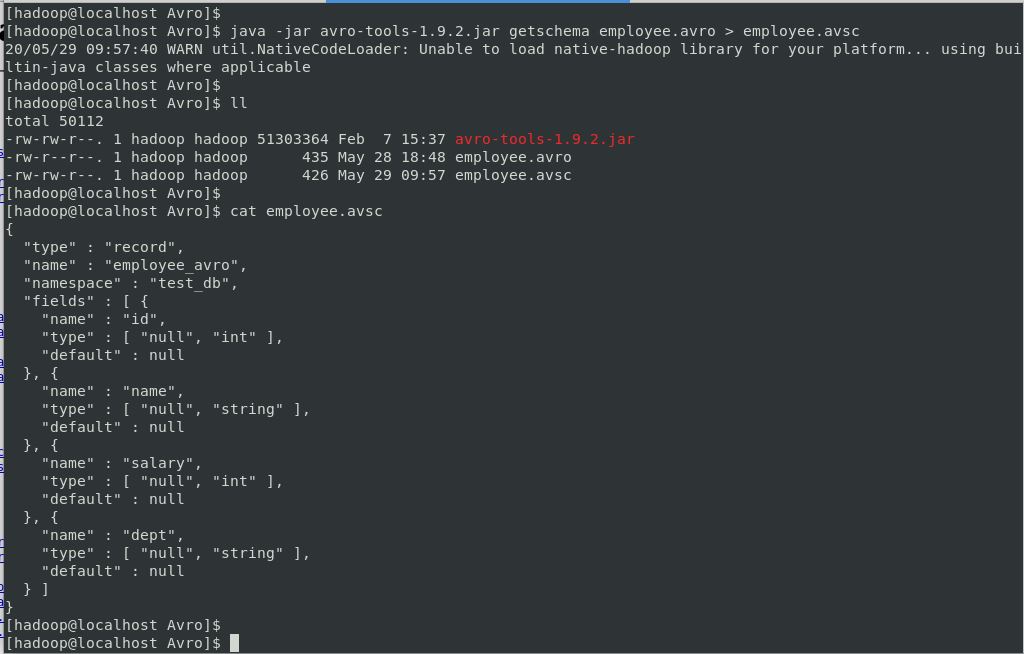 [hadoop@localhost Avro]$
[hadoop@localhost Avro]$ java -jar avro-tools-1.9.2.jar getschema employee.avro > employee.avsc
20/05/29 09:57:40 WARN util.NativeCodeLoader: Unable to load native-hadoop library for your platform... using bui
ltin-java classes where applicable
[hadoop@localhost Avro]$
[hadoop@localhost Avro]$ ll
total 50112
-rw-rw-r--. 1 hadoop hadoop 51303364 Feb  7 15:37 avro-tools-1.9.2.jar
-rw-r--r--. 1 hadoop hadoop      435 May 28 18:48 employee.avro
-rw-rw-r--. 1 hadoop hadoop      426 May 29 09:57 employee.avsc
[hadoop@localhost Avro]$
[hadoop@localhost Avro]$ cat employee.avsc
{
  "type" : "record",
  "name" : "employee_avro",
  "namespace" : "test_db",
  "fields" : [ {
    "name" : "id",
    "type" : [ "null", "int" ],
    "default" : null
  }, {
    "name" : "name",
    "type" : [ "null", "string" ],
    "default" : null
  }, {
    "name" : "salary",
    "type" : [ "null", "int" ],
    "default" : null
  }, {
    "name" : "dept",
    "type" : [ "null", "string" ],
    "default" : null
  } ]
}
[hadoop@localhost Avro]$
[hadoop@localhost Avro]$